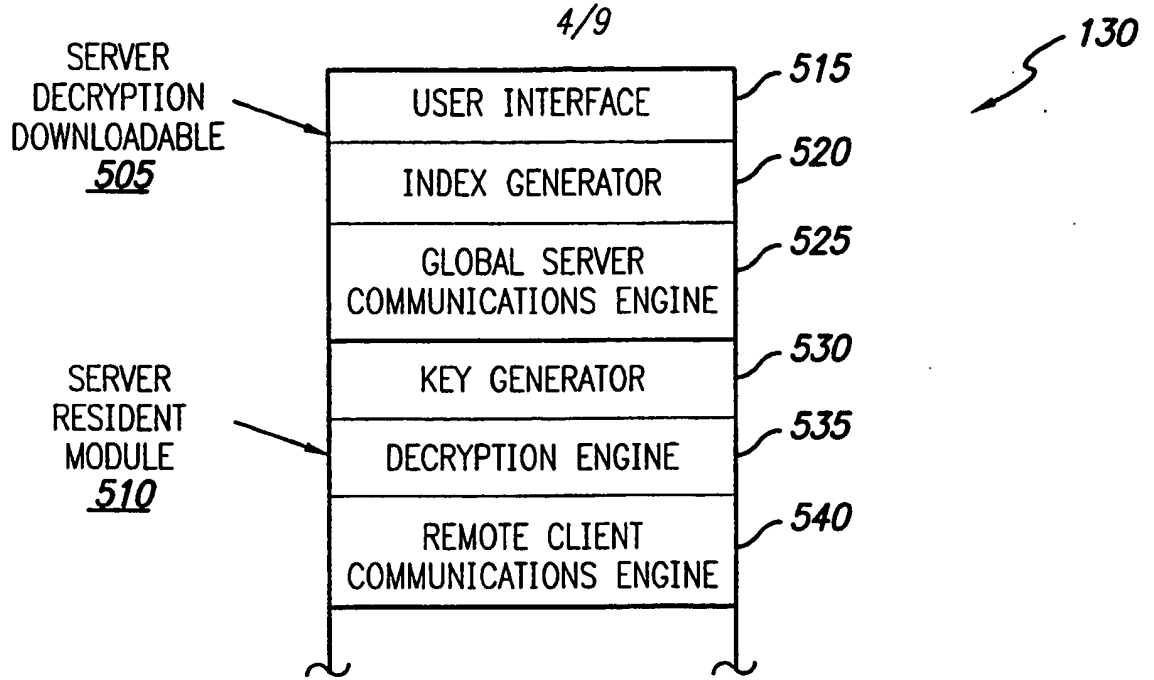 4/9
130
SERVER
DECRYPTION
DOWNLOADABLE
505
USER INTERFACE
515
INDEX GENERATOR
520
GLOBAL SERVER
COMMUNICATIONS ENGINE
525
SERVER
RESIDENT
MODULE
510
KEY GENERATOR
530
DECRYPTION ENGINE
535
REMOTE CLIENT
COMMUNICATIONS ENGINE
540